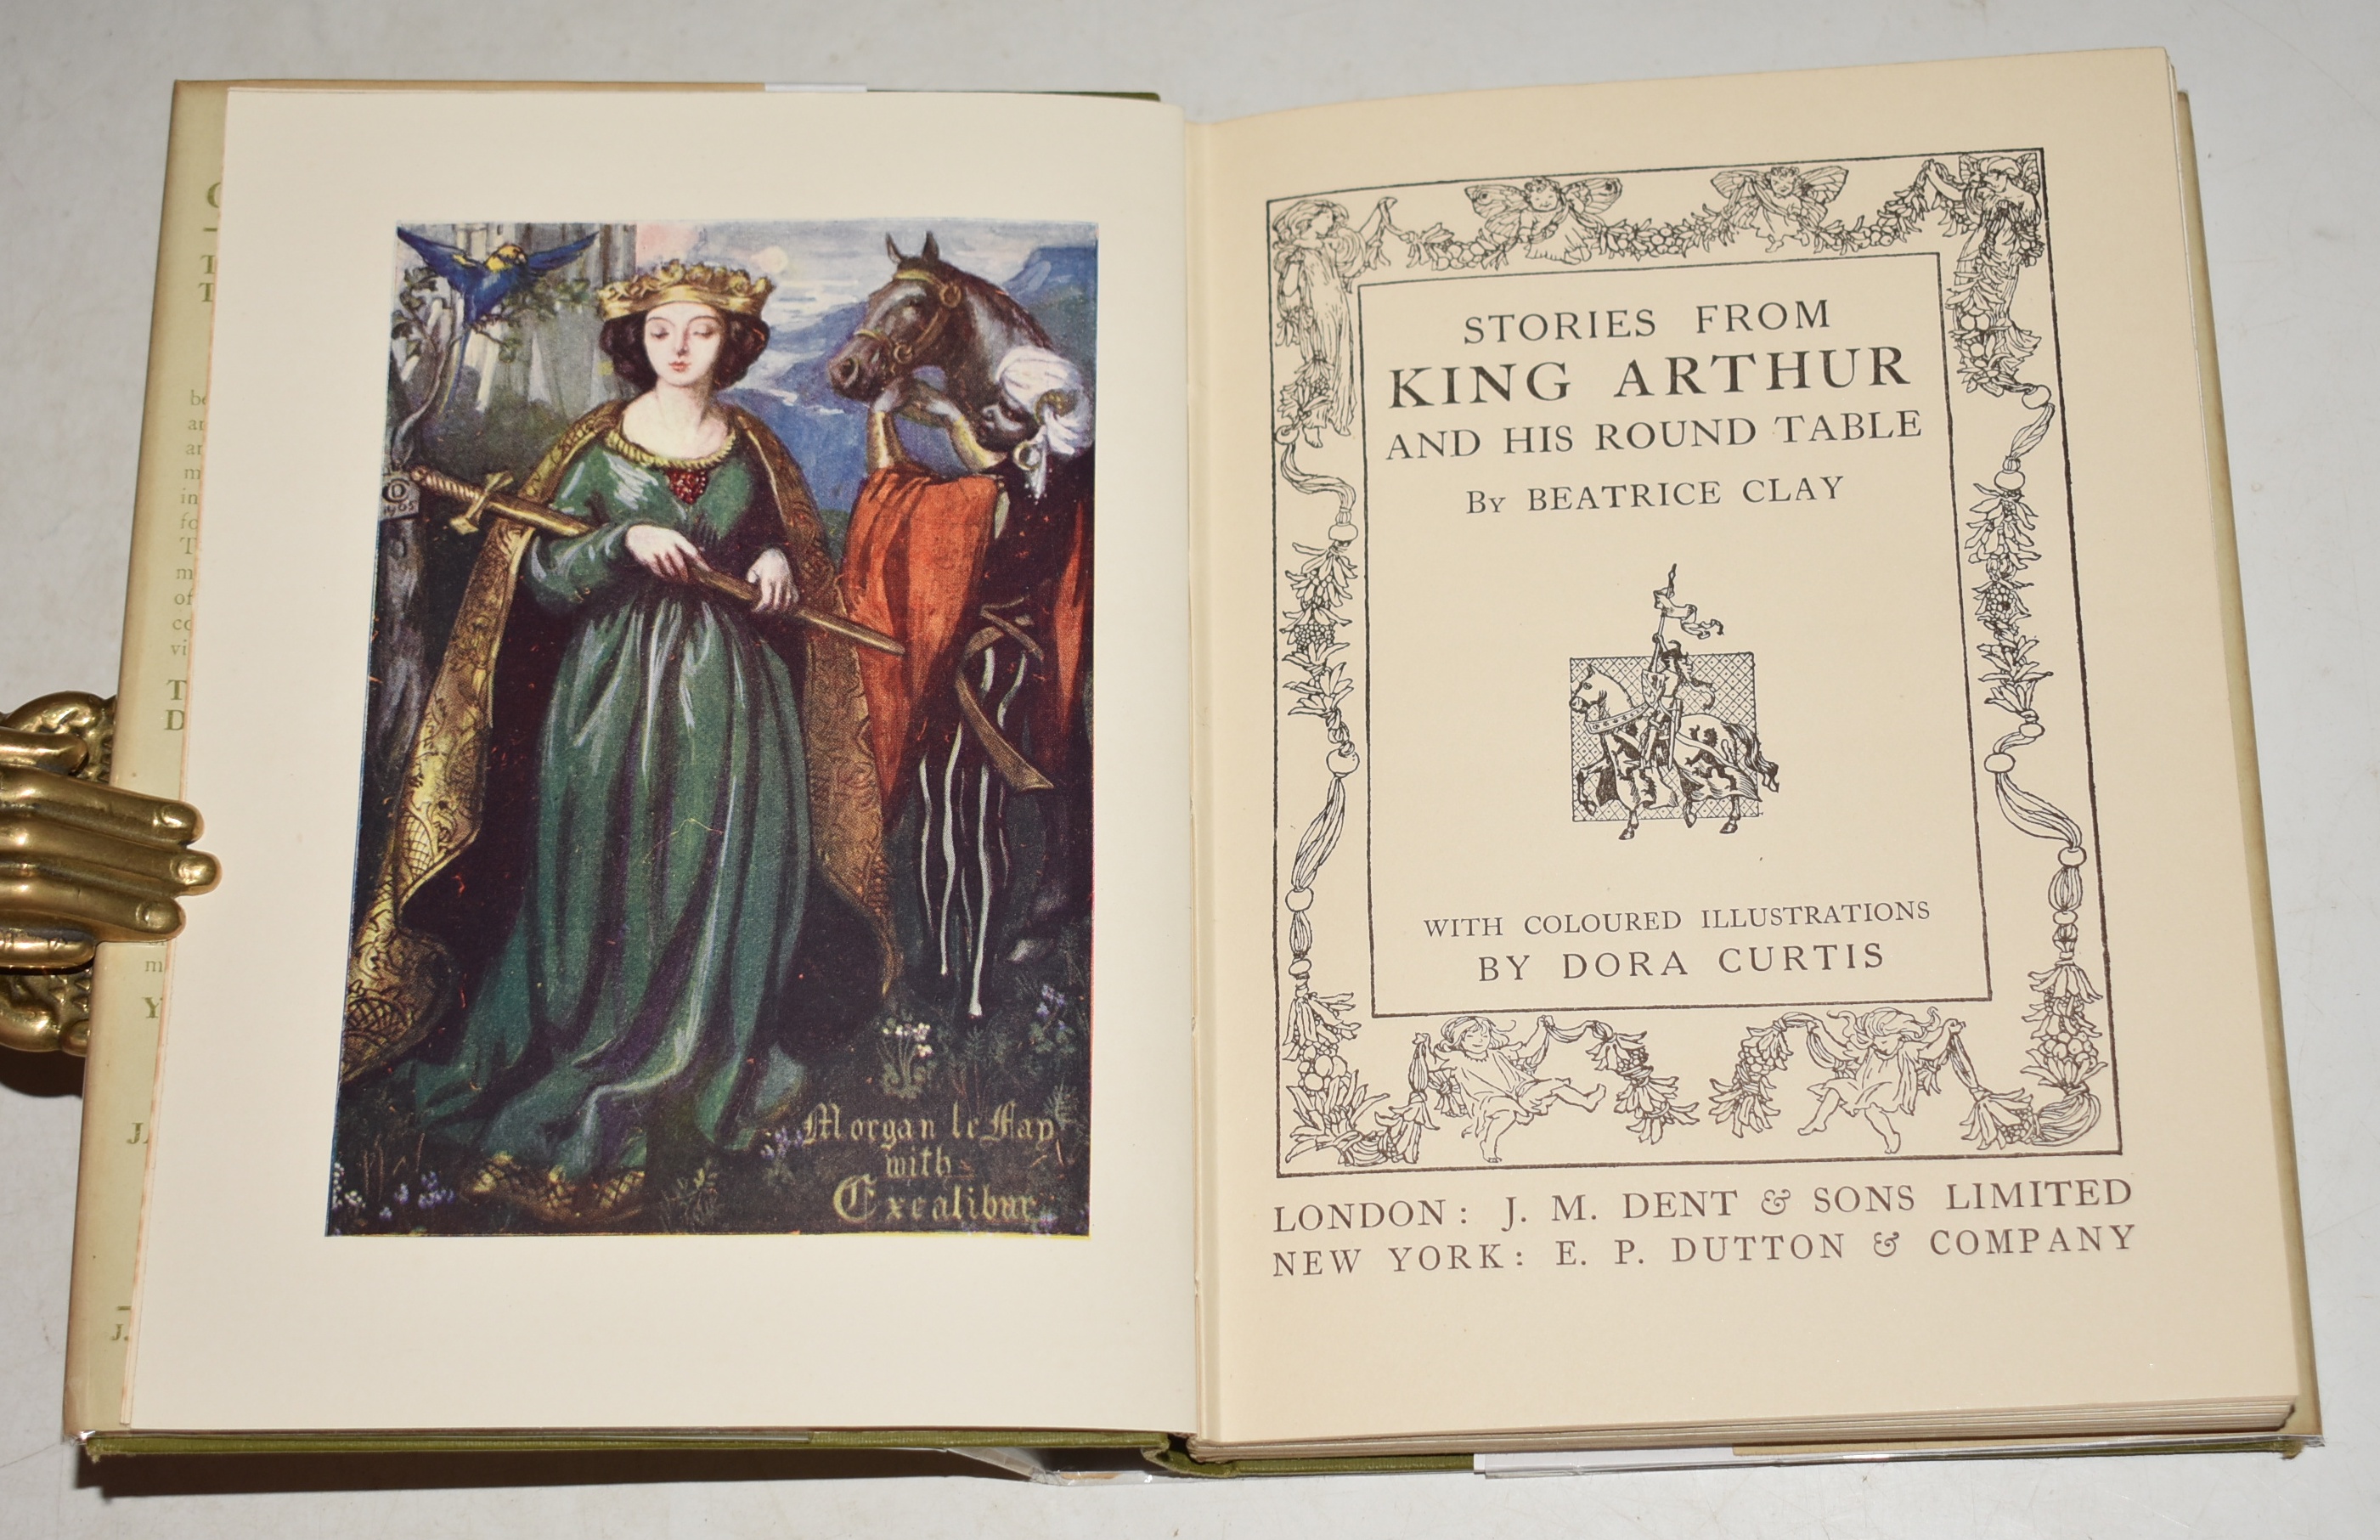 1905
Morgan le Fay
with
Excalibur
STORIES FROM
KING ARTHUR
AND HIS ROUND TABLE
By BEATRICE CLAY
WITH COLOURED ILLUSTRATIONS
BY DORA CURTIS
LONDON: J. M. DENT & SONS LIMITED
NEW YORK: E. P. DUTTON & COMPANY